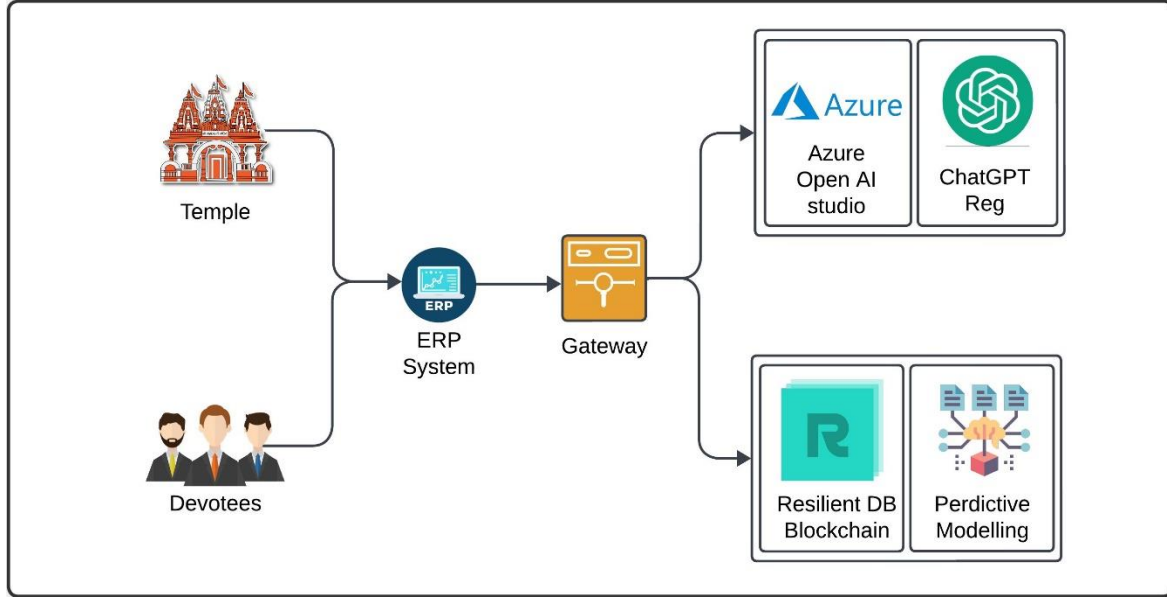 Temple
Devotees
ERP
ERP
System
Gateway
Azure
Azure
Open AI
studio
ChatGPT
Reg
R
Resilient DB
Blockchain
Perdictive
Modelling